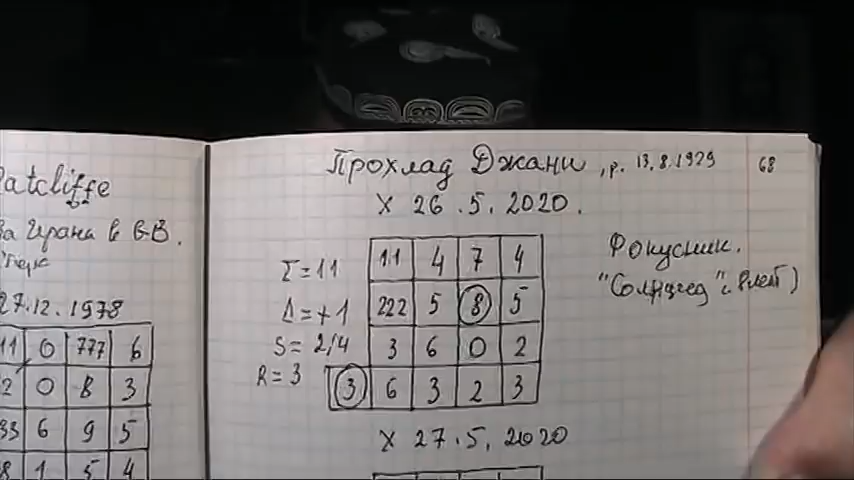 atcliffe
за Ирана в В-В.
27.12.1978
11 0 777 6
2 0 8 3
33 6 9 5
8 1 5 4
Прохлад Джани, р. 13.8.1929 68
X 26.5.2020.
Σ=11
Δ=+1
S=2/4
R=3
11 4 7 4
222 5 8 5
3 6 0 2
3 6 3 2 3
X 27.5.2020
Фокусник.
"Солнцеед"